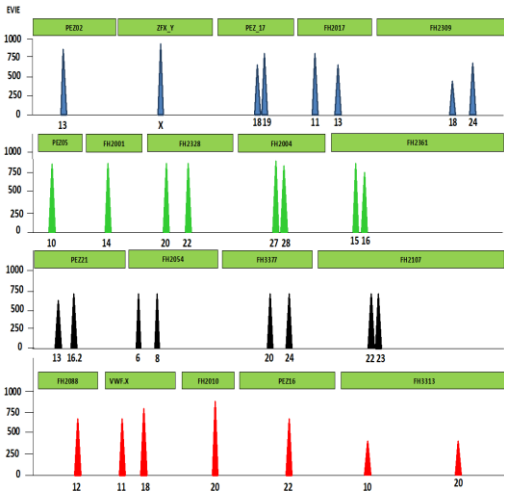 EVIE
PEZ02 ZFX_Y PEZ_17 FH2017 FH2309
1000
750
500
250
0
13 X 18 19 11 13 18 24
PEZ05 FH2001 FH2328 FH2004 FH2361
1000
750
500
250
0
10 14 20 22 27 28 15 16
PEZ21 FH2054 FH3377 FH2107
1000
750
500
250
0
13 16.2 6 8 20 24 22 23
FH2088 VWF.X FH2010 PEZ16 FH3313
1000
750
500
250
0
12 11 18 20 22 10 20